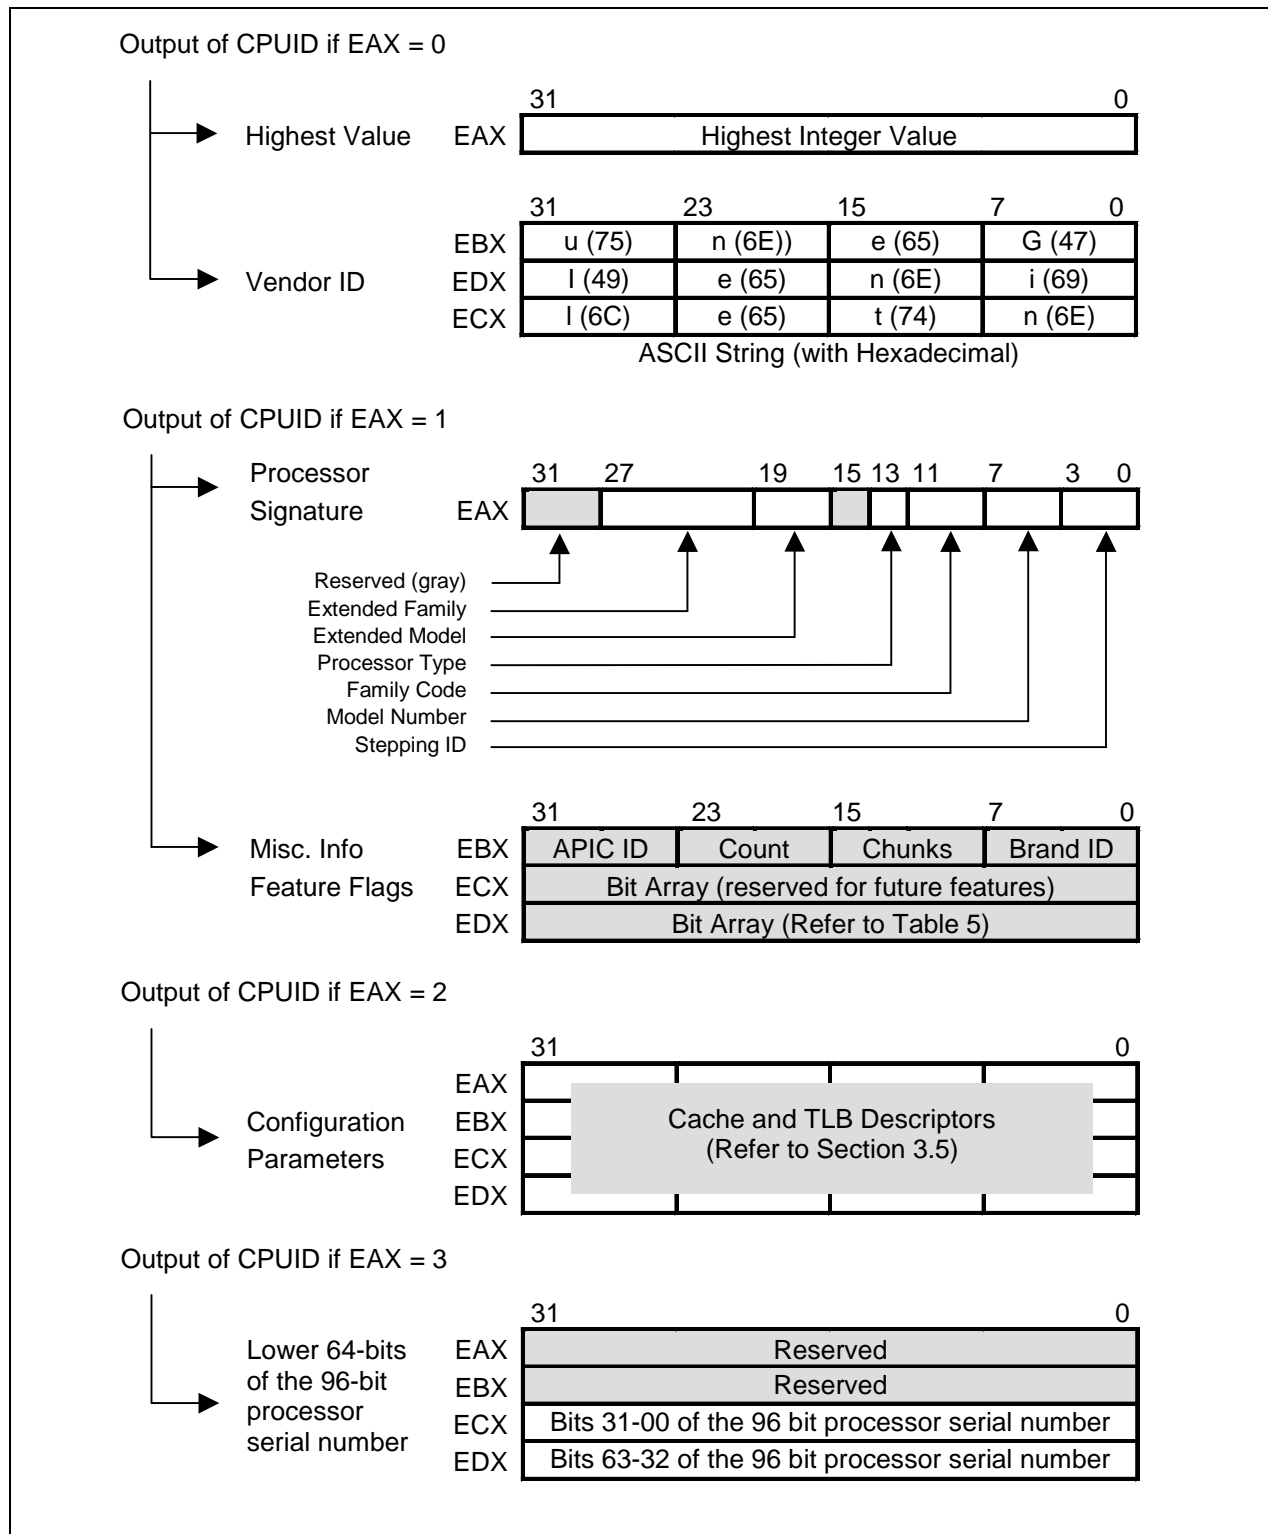 Output of CPUID if EAX = 0
31 0
Highest Value EAX Highest Integer Value
31 23 15 7 0
EBX u (75) n (6E)) e (65) G (47)
Vendor ID EDX I (49) e (65) n (6E) i (69)
ECX l (6C) e (65) t (74) n (6E)
ASCII String (with Hexadecimal)
Output of CPUID if EAX = 1
Processor 31 27 19 15 13 11 7 3 0
Signature EAX
Reserved (gray)
Extended Family
Extended Model
Processor Type
Family Code
Model Number
Stepping ID
31 23 15 7 0
Misc. Info EBX APIC ID Count Chunks Brand ID
Feature Flags ECX Bit Array (reserved for future features)
EDX Bit Array (Refer to Table 5)
Output of CPUID if EAX = 2
31 0
EAX
Configuration EBX Cache and TLB Descriptors
Parameters ECX (Refer to Section 3.5)
EDX
Output of CPUID if EAX = 3
31 0
Lower 64-bits EAX Reserved
of the 96-bit EBX Reserved
processor ECX Bits 31-00 of the 96 bit processor serial number
serial number EDX Bits 63-32 of the 96 bit processor serial number